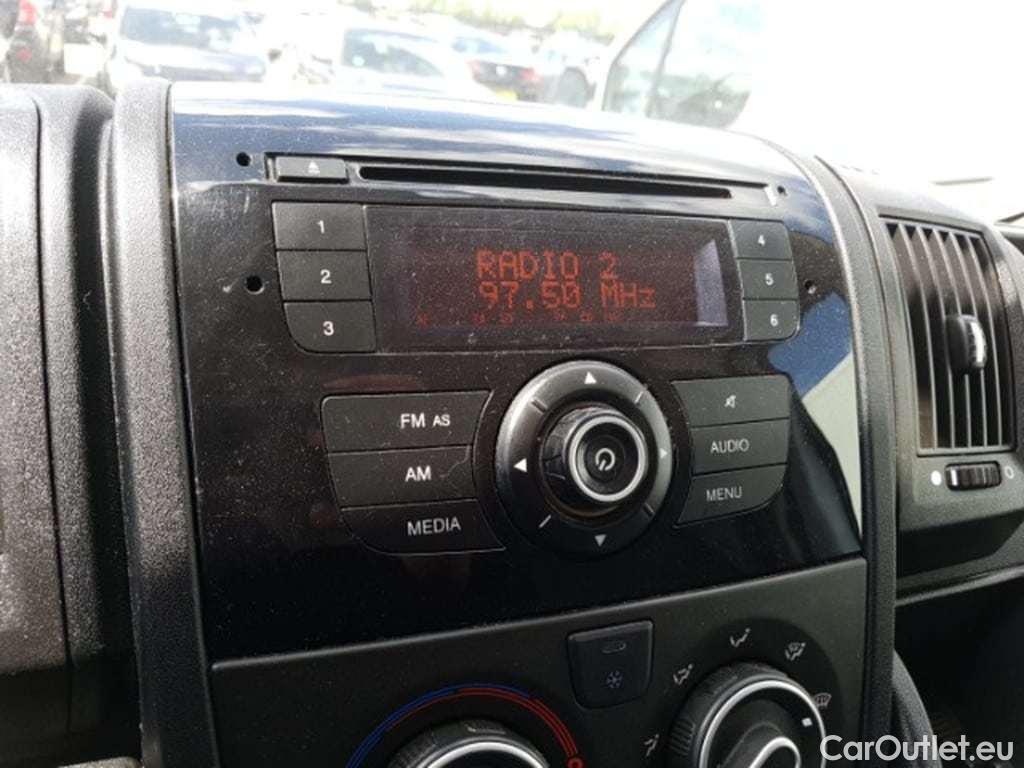 1
2
3
RADIO 2
97.50 MHz
4
5
6
FM AS
AM
MEDIA
AUDIO
MENU
CarOutlet.eu